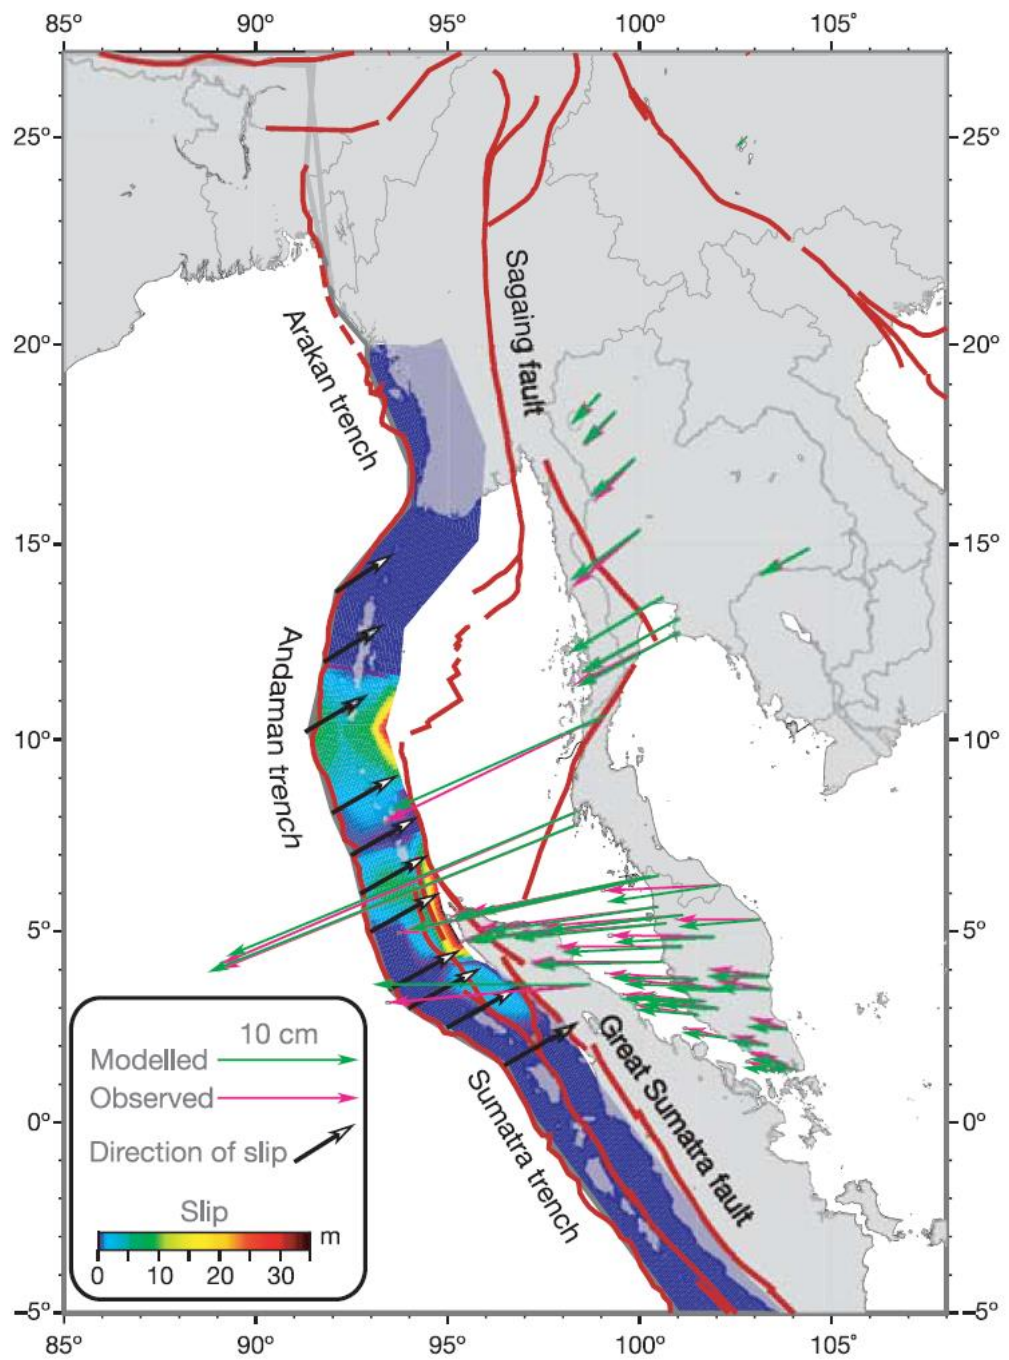 85° 90° 95° 100° 105°
25° 25°
20° 20°
15° 15°
10° 10°
5° 5°
0° 0°
–5° –5°
85° 90° 95° 100° 105°
Sagaing fault
Arakan trench
Andaman trench
Great Sumatra fault
Sumatra trench
10 cm
Modelled
Observed
Direction of slip
Slip
m
0 10 20 30